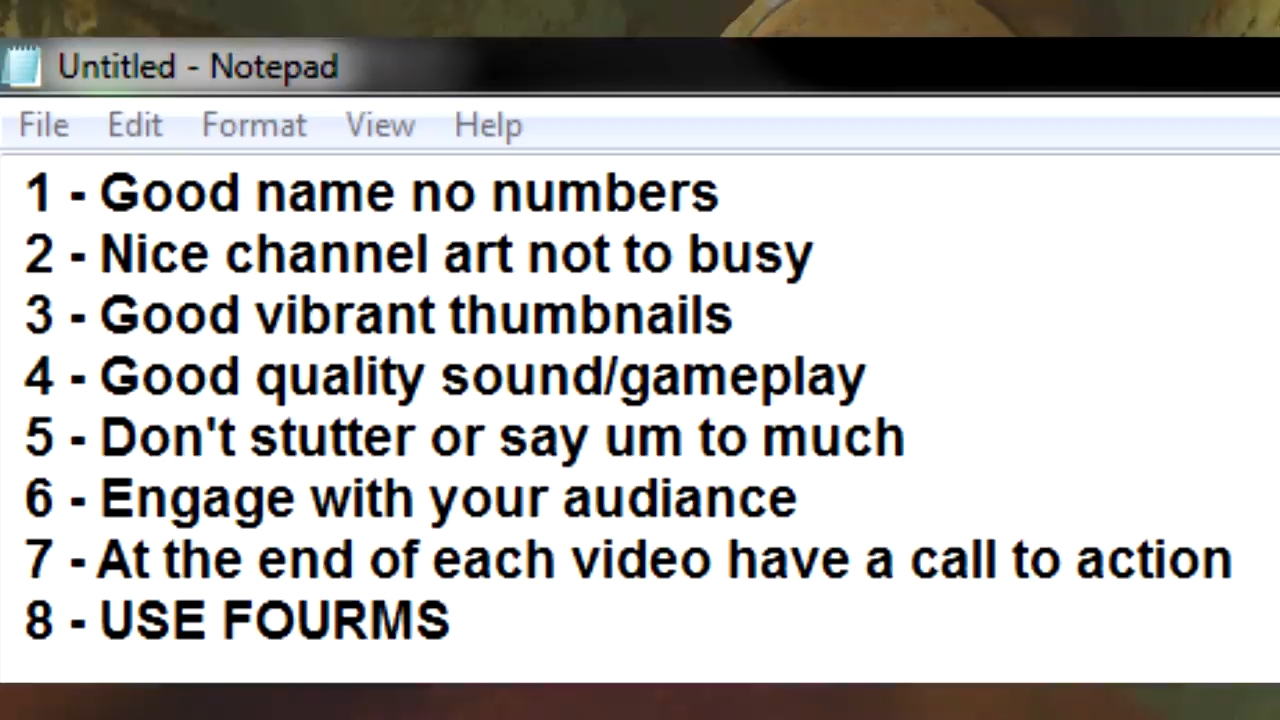 Untitled - Notepad
File Edit Format View Help
1 - Good name no numbers
2 - Nice channel art not to busy
3 - Good vibrant thumbnails
4 - Good quality sound/gameplay
5 - Don't stutter or say um to much
6 - Engage with your audiance
7 - At the end of each video have a call to action
8 - USE FOURMS